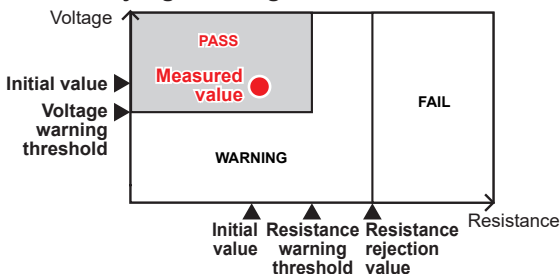 Voltage
PASS
Initial value
Measured
value
Voltage
warning
threshold
FAIL
WARNING
Resistance
Initial
value
Resistance
warning
threshold
Resistance
rejection
value